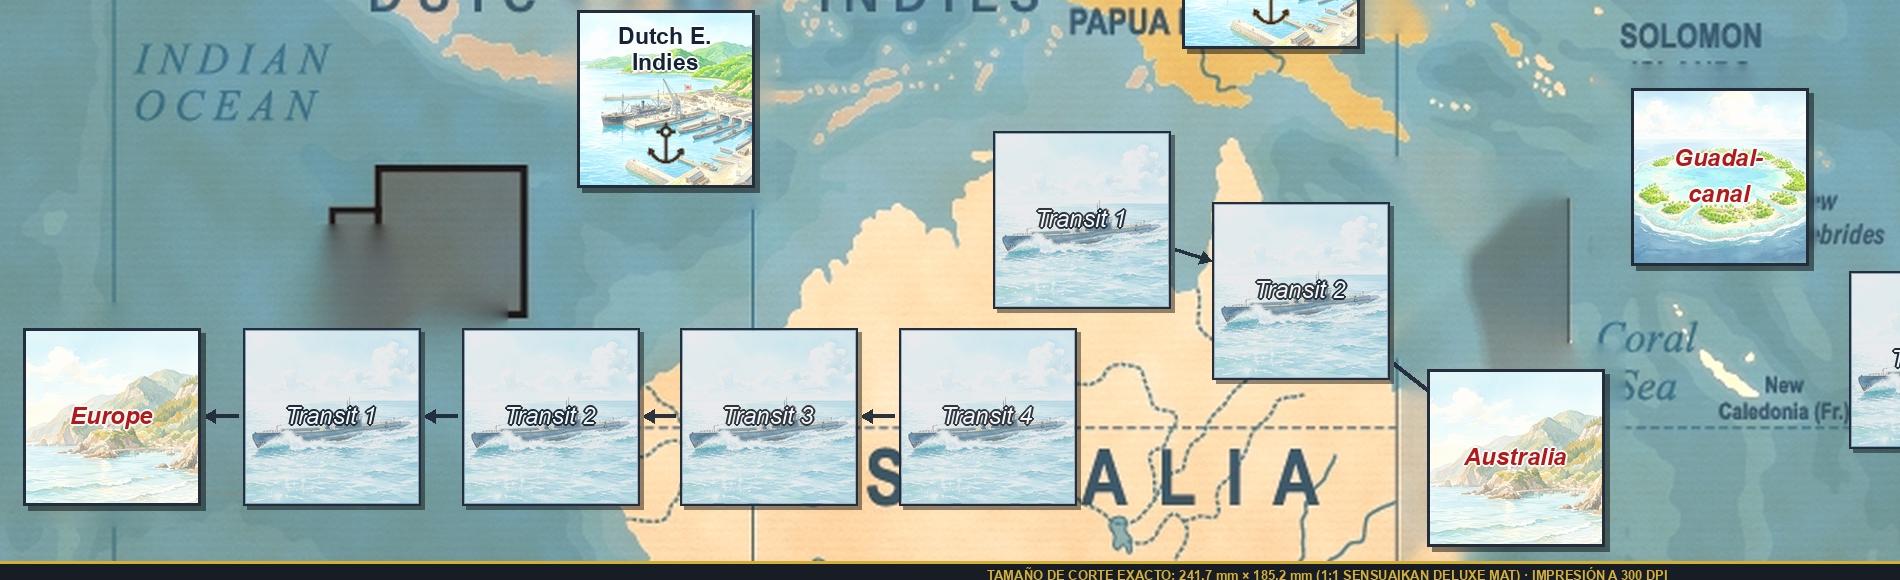 INDIES
PAPUA
SOLOMON
INDIAN
OCEAN
Dutch E.
Indies
Guadal-
canal
Transit 1
Transit 2
Coral
Sea
New
Caledonia (Fr.)
Europe
Transit 1
Transit 2
Transit 3
Transit 4
Australia
S
ALIA
TAMAÑO DE CORTE EXACTO: 241.7 mm × 185.2 mm (1:1 SENSUAIKAN DELUXE MAT) · IMPRESIÓN A 300 DPI